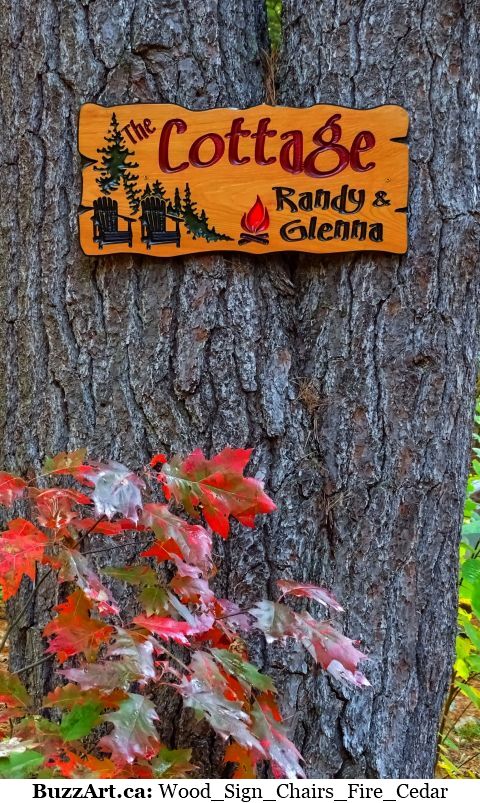 The Cottage
Randy &
Glenna
BuzzArt.ca: Wood_Sign_Chairs_Fire_Cedar